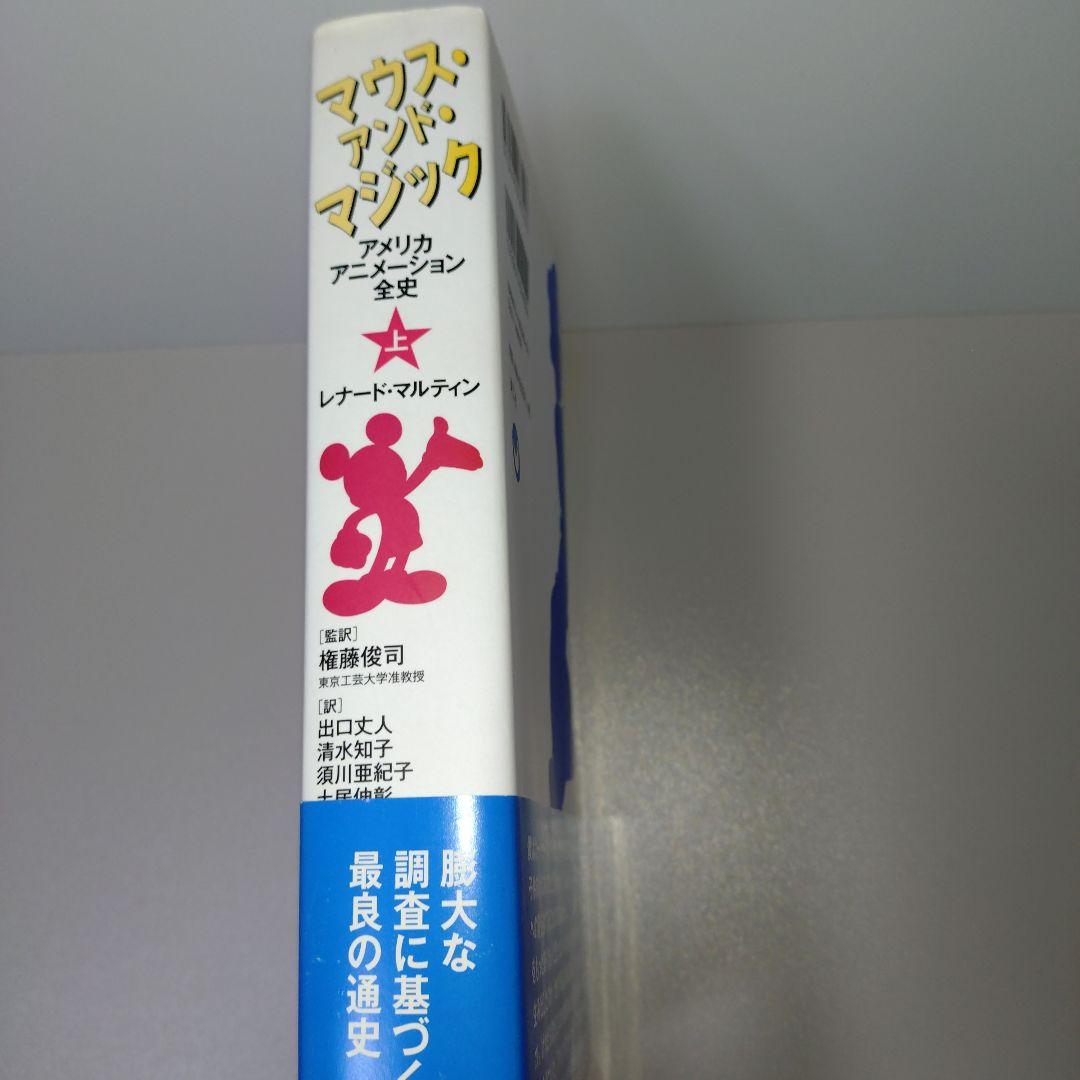 マウス・
アンド・
マジック
アメリカ
アニメーション
全史
上
レナード・マルティン
[監訳]
権藤俊司
東京工芸大学准教授
[訳]
出口丈人
清水知子
須川亜紀子
土居伸彰
膨大な
調査に基づく
最良の通史